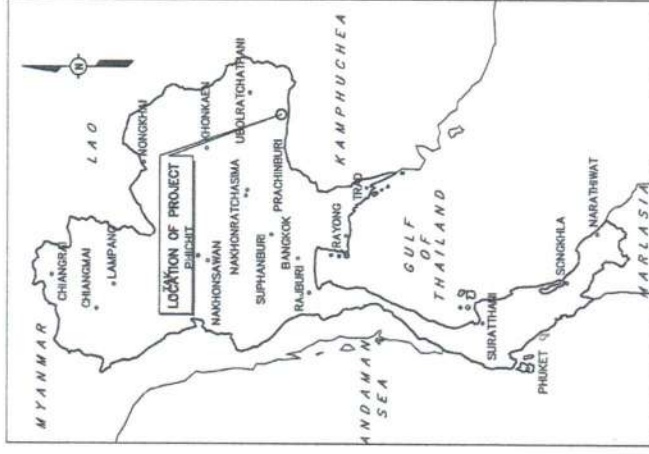 MYANMAR
CHIANGRAI
CHIANGMAI
LAMPANG
LAO
N
NONGKHAI
LOCATION OF PROJECT
PHICHIT
KHONKAEN
NAKHONSAWAN
UBOLRATCHATHANI
NAKHONRATCHASIMA
SUPHANBURI
PRACHINBURI
BANGKOK
RAJBURI
RAYONG
TRAD
KAMPHUCHEA
ANDAMAN
SEA
GULF
OF
THAILAND
SURATTHANI
PHUKET
SONGKHLA
NARATHIWAT
MARLASIA